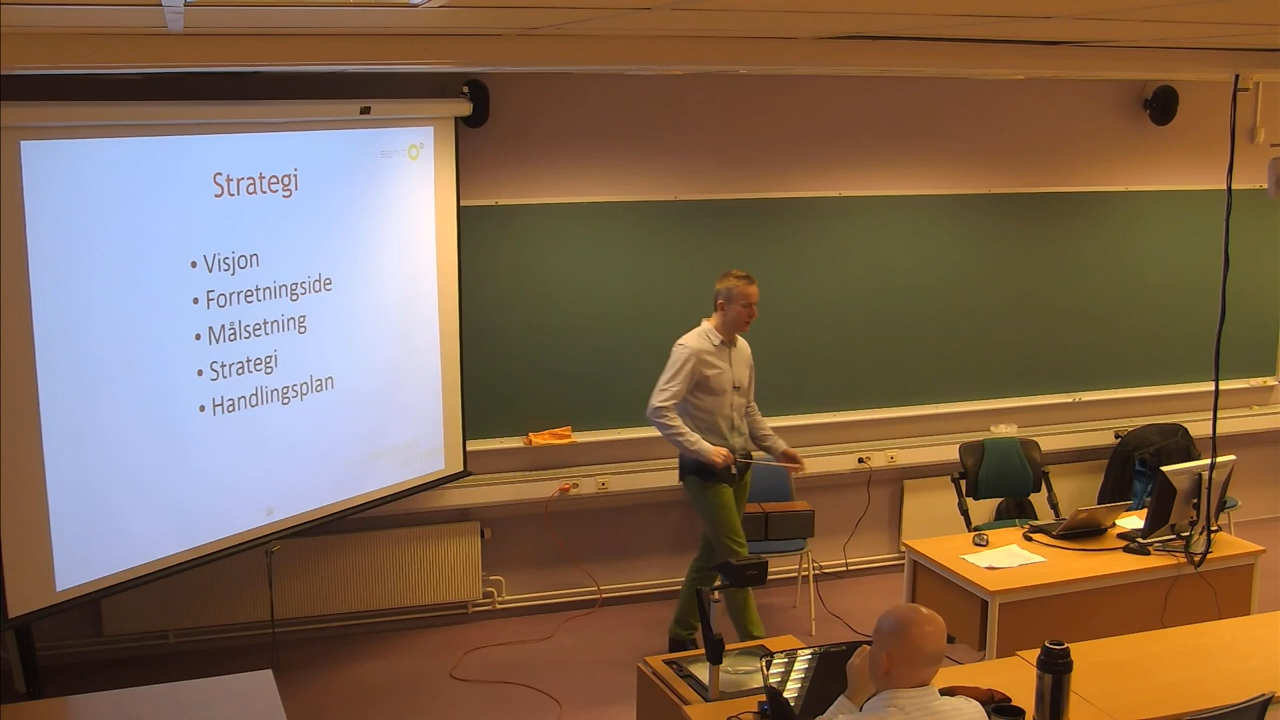 Strategi
• Visjon
• Forretningside
• Målsetning
• Strategi
• Handlingsplan